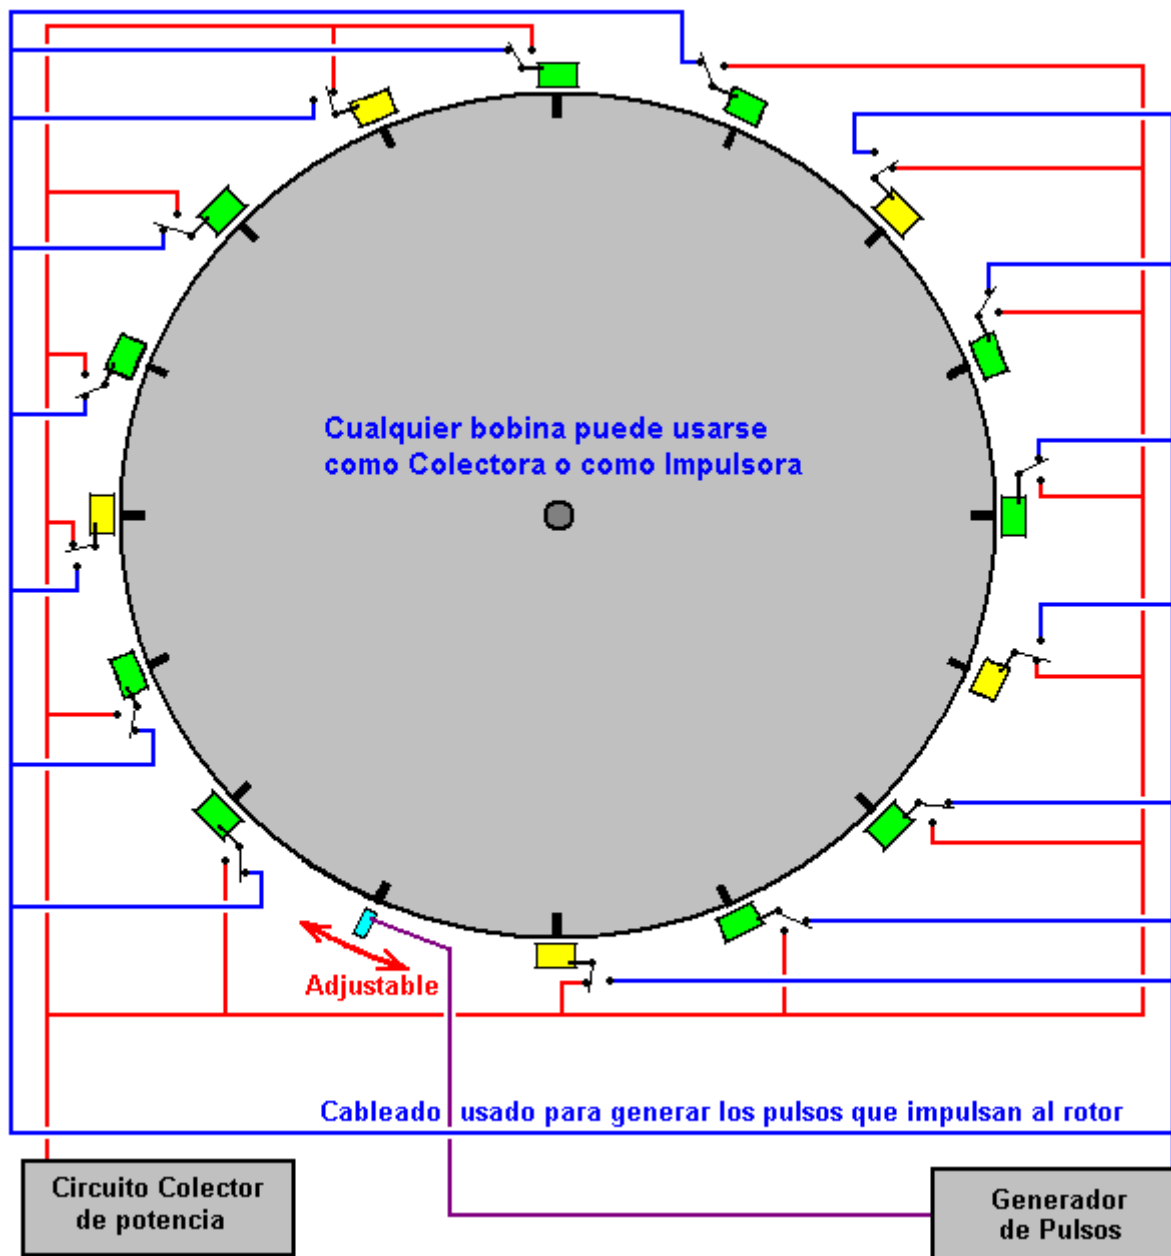 Cualquier bobina puede usarse
como Colectora o como Impulsora
Adjustable
Cableado usado para generar los pulsos que impulsan al rotor
Circuito Colector
de potencia
Generador
de Pulsos